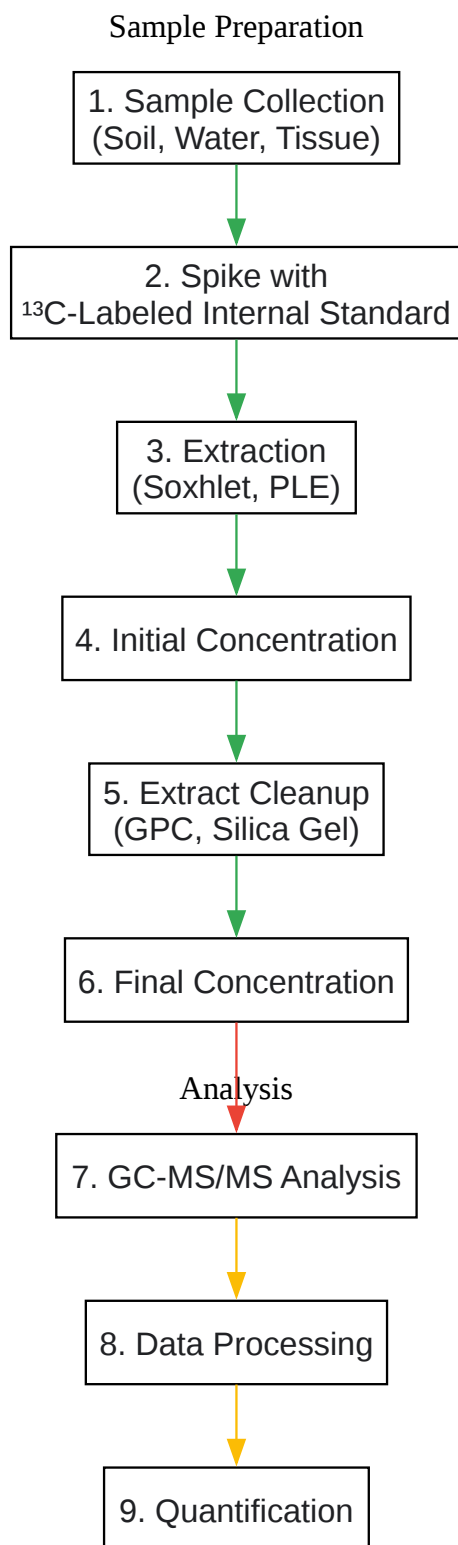 Sample Preparation
1. Sample Collection
(Soil, Water, Tissue)
2. Spike with
¹³C-Labeled Internal Standard
3. Extraction
(Soxhlet, PLE)
4. Initial Concentration
5. Extract Cleanup
(GPC, Silica Gel)
6. Final Concentration
Analysis
7. GC-MS/MS Analysis
8. Data Processing
9. Quantification